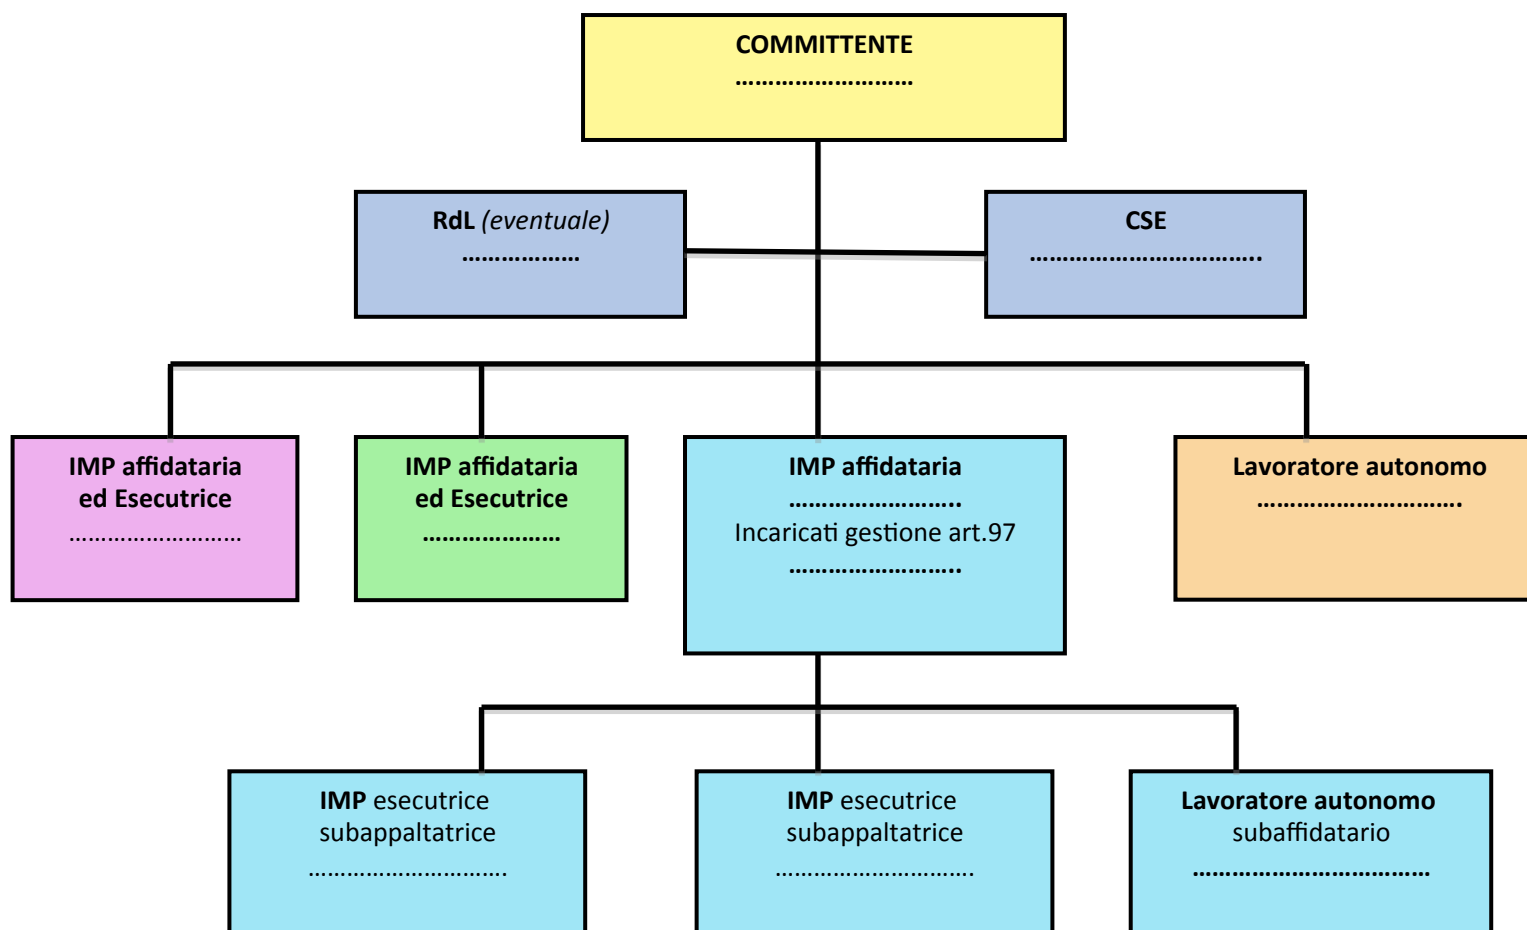 COMMITTENTE
…………………………
RdL (eventuale)
………………
CSE
……………………………..
IMP affidataria
ed Esecutrice
………………………
IMP affidataria
ed Esecutrice
…………………
IMP affidataria
……………………..
Incaricati gestione art.97
……………………..
Lavoratore autonomo
………………………….
IMP esecutrice
subappaltatrice
………………………….
IMP esecutrice
subappaltatrice
………………………….
Lavoratore autonomo
subaffidatario
………………………………